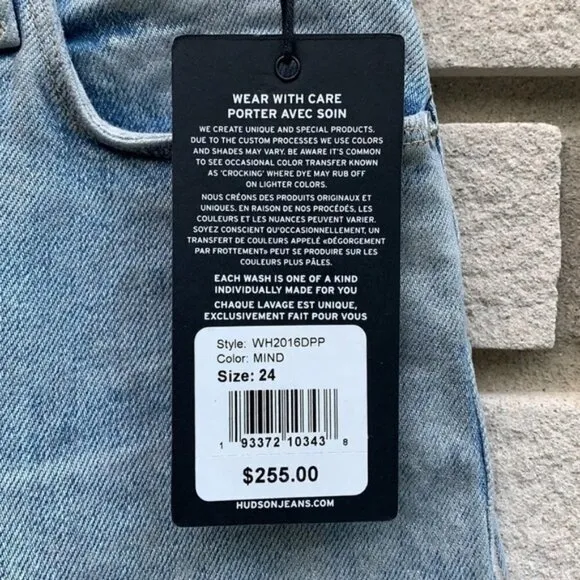 WEAR WITH CARE
PORTER AVEC SOIN
WE CREATE UNIQUE AND SPECIAL PRODUCTS.
DUE TO THE CUSTOM PROCESSES WE USE COLORS
AND SHADES MAY VARY. BE AWARE IT'S COMMON
TO SEE OCCASIONAL COLOR TRANSFER KNOWN
AS 'CROCKING' WHERE DYE MAY RUB OFF
ON LIGHTER COLORS.
NOUS CRÉONS DES PRODUITS ORIGINAUX ET
UNIQUES. EN RAISON DE NOS PROCÉDÉS, LES
COULEURS ET LES NUANCES PEUVENT VARIER.
SOYEZ CONSCIENT QU'OCCASIONNELLEMENT, UN
TRANSFERT DE COULEURS APPELÉ «DÉGORGEMENT
PAR FROTTEMENT» PEUT SE PRODUIRE SUR LES
COULEURS PLUS PÂLES.
EACH WASH IS ONE OF A KIND
INDIVIDUALLY MADE FOR YOU
CHAQUE LAVAGE EST UNIQUE,
EXCLUSIVEMENT FAIT POUR VOUS
Style: WH2016DPP
Color: MIND
Size: 24
1 93372 10343 8
$255.00
HUDSONJEANS.COM